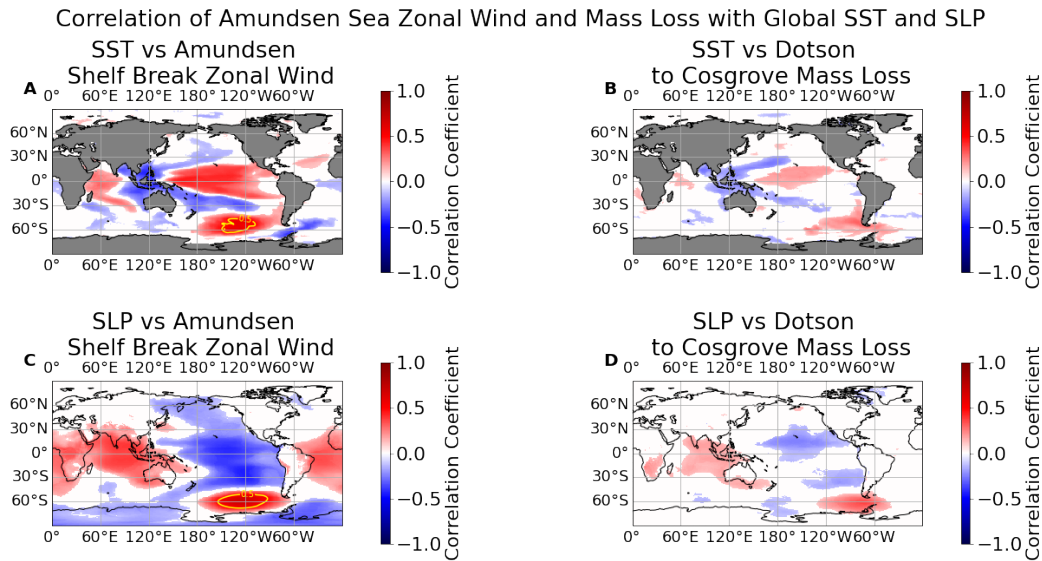 Correlation of Amundsen Sea Zonal Wind and Mass Loss with Global SST and SLP
SST vs Amundsen
Shelf Break Zonal Wind
A
0° 60°E 120°E 180° 120°W 60°W
60°N
30°N
0°
30°S
60°S
0° 60°E 120°E 180° 120°W 60°W
0.5
1.0
0.5
0.0
−0.5
−1.0
Correlation Coefficient
SST vs Dotson
to Cosgrove Mass Loss
B
0° 60°E 120°E 180° 120°W 60°W
60°N
30°N
0°
30°S
60°S
0° 60°E 120°E 180° 120°W 60°W
1.0
0.5
0.0
−0.5
−1.0
Correlation Coefficient
SLP vs Amundsen
Shelf Break Zonal Wind
C
0° 60°E 120°E 180° 120°W 60°W
60°N
30°N
0°
30°S
60°S
0° 60°E 120°E 180° 120°W 60°W
0.5
1.0
0.5
0.0
−0.5
−1.0
Correlation Coefficient
SLP vs Dotson
to Cosgrove Mass Loss
D
0° 60°E 120°E 180° 120°W 60°W
60°N
30°N
0°
30°S
60°S
0° 60°E 120°E 180° 120°W 60°W
1.0
0.5
0.0
−0.5
−1.0
Correlation Coefficient